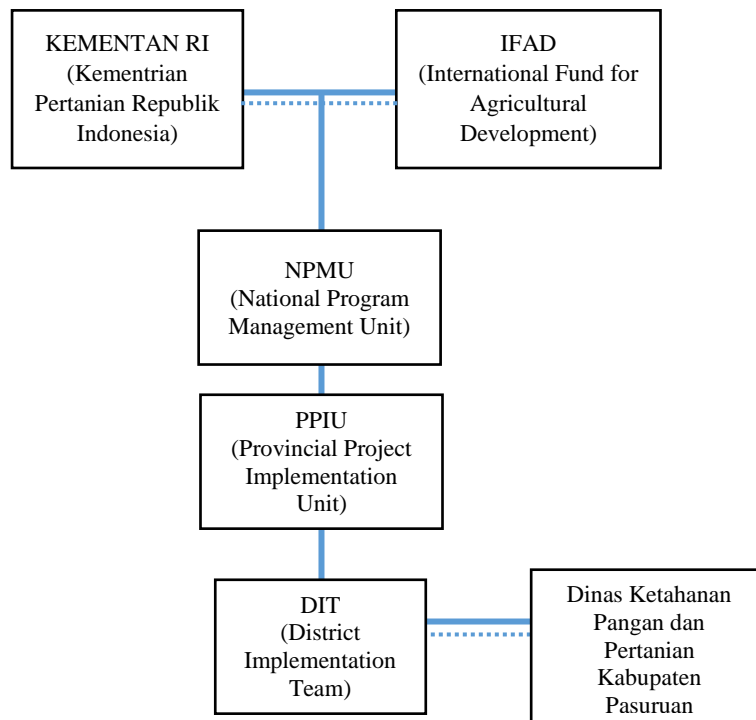 KEMENTAN RI
(Kementrian
Pertanian Republik
Indonesia)
IFAD
(International Fund for
Agricultural
Development)
NPMU
(National Program
Management Unit)
PPIU
(Provincial Project
Implementation
Unit)
DIT
(District
Implementation
Team)
Dinas Ketahanan
Pangan dan
Pertanian
Kabupaten
Pasuruan